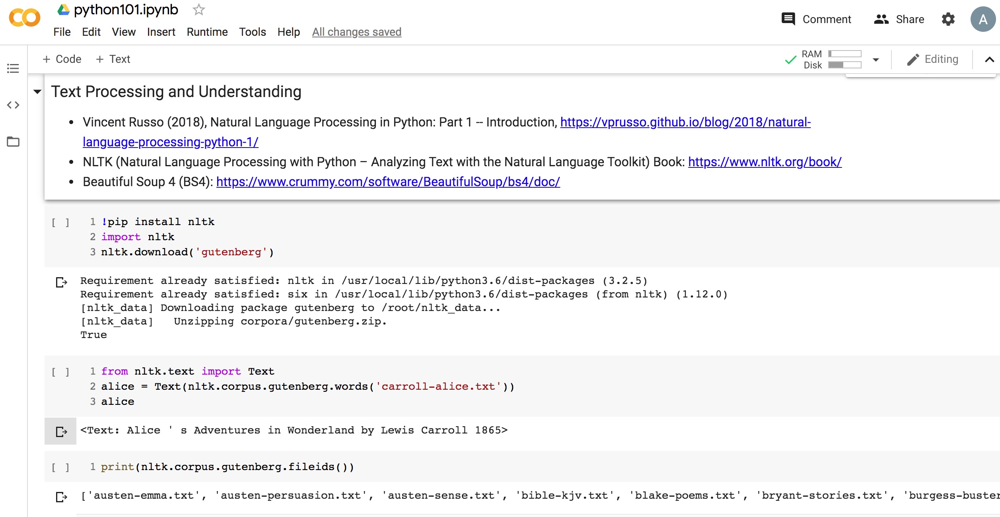 python101.ipynb
File Edit View Insert Runtime Tools Help All changes saved
Comment Share A
+ Code + Text
RAM
Disk
Editing
Text Processing and Understanding
• Vincent Russo (2018), Natural Language Processing in Python: Part 1 -- Introduction, https://vprusso.github.io/blog/2018/natural-
language-processing-python-1/
• NLTK (Natural Language Processing with Python – Analyzing Text with the Natural Language Toolkit) Book: https://www.nltk.org/book/
• Beautiful Soup 4 (BS4): https://www.crummy.com/software/BeautifulSoup/bs4/doc/
[ ] 1 !pip install nltk
2 import nltk
3 nltk.download('gutenberg')
Requirement already satisfied: nltk in /usr/local/lib/python3.6/dist-packages (3.2.5)
Requirement already satisfied: six in /usr/local/lib/python3.6/dist-packages (from nltk) (1.12.0)
[nltk_data] Downloading package gutenberg to /root/nltk_data...
[nltk_data]   Unzipping corpora/gutenberg.zip.
True
[ ] 1 from nltk.text import Text
2 alice = Text(nltk.corpus.gutenberg.words('carroll-alice.txt'))
3 alice
<Text: Alice ' s Adventures in Wonderland by Lewis Carroll 1865>
[ ] 1 print(nltk.corpus.gutenberg.fileids())
['austen-emma.txt', 'austen-persuasion.txt', 'austen-sense.txt', 'bible-kjv.txt', 'blake-poems.txt', 'bryant-stories.txt', 'burgess-buster